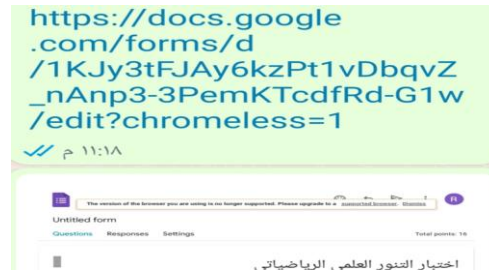 https://docs.google
.com/forms/d
/1KJy3tFJAy6kzPt1vDbqvZ
_nAnp3-3PemKTcdfRd-G1w
/edit?chromeless=1
١١:١٨ م
The version of the browser you are using is no longer supported. Please upgrade to a supported browser. Dismiss
R
Untitled form
Questions Responses Settings
Total points: 16
اختبار التنور العلمي الرياضياتي